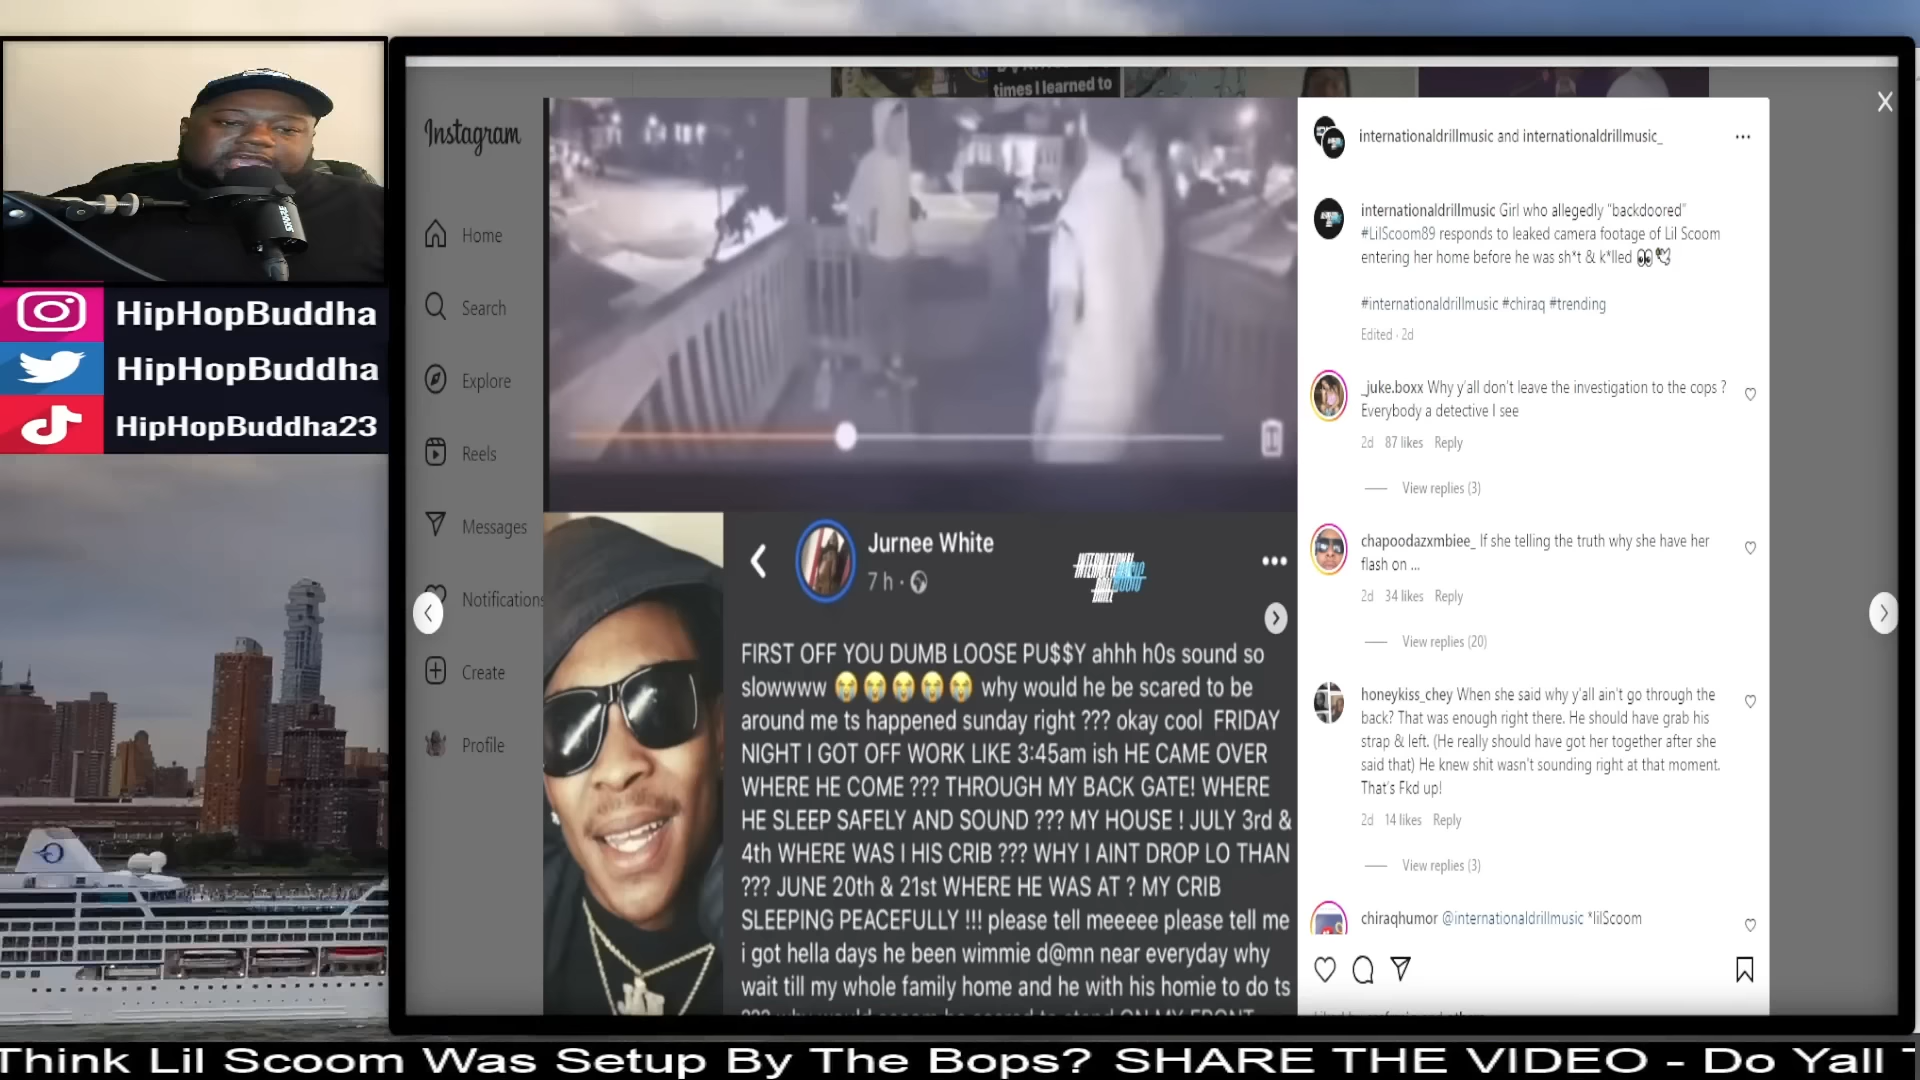 times I learned to
HipHopBuddha
HipHopBuddha
HipHopBuddha23
Instagram
Home
Search
Explore
Reels
Messages
Notifications
Create
Profile
Jurnee White
7 h
INTERNATIONAL
DRILL
FIRST OFF YOU DUMB LOOSE PU$$Y ahhh h0s sound so
slowwww 😭😭😭😭😭 why would he be scared to be
around me ts happened sunday right ??? okay cool FRIDAY
NIGHT I GOT OFF WORK LIKE 3:45am ish HE CAME OVER
WHERE HE COME ??? THROUGH MY BACK GATE! WHERE
HE SLEEP SAFELY AND SOUND ??? MY HOUSE ! JULY 3rd &
4th WHERE WAS I HIS CRIB ??? WHY I AINT DROP LO THAN
??? JUNE 20th & 21st WHERE HE WAS AT ? MY CRIB
SLEEPING PEACEFULLY !!! please tell meeeee please tell me
i got hella days he been wimmie d@mn near everyday why
wait till my whole family home and he with his homie to do ts
internationaldrillmusic and internationaldrillmusic_
internationaldrillmusic Girl who allegedly “backdoored”
#LilScoom89 responds to leaked camera footage of Lil Scoom
entering her home before he was sh*t & k*lled 👀🕊️
#internationaldrillmusic #chiraq #trending
Edited · 2d
_juke.boxx Why y'all don't leave the investigation to the cops ?
Everybody a detective I see
2d 87 likes Reply
View replies (3)
chapoodazxmbiee_ If she telling the truth why she have her
flash on ...
2d 34 likes Reply
View replies (20)
honeykiss_chey When she said why y'all ain't go through the
back? That was enough right there. He should have grab his
strap & left. (He really should have got her together after she
said that) He knew shit wasn't sounding right at that moment.
That's Fkd up!
2d 14 likes Reply
View replies (3)
chiraqhumor @internationaldrillmusic *lilScoom
Think Lil Scoom Was Setup By The Bops? SHARE THE VIDEO - Do Yall